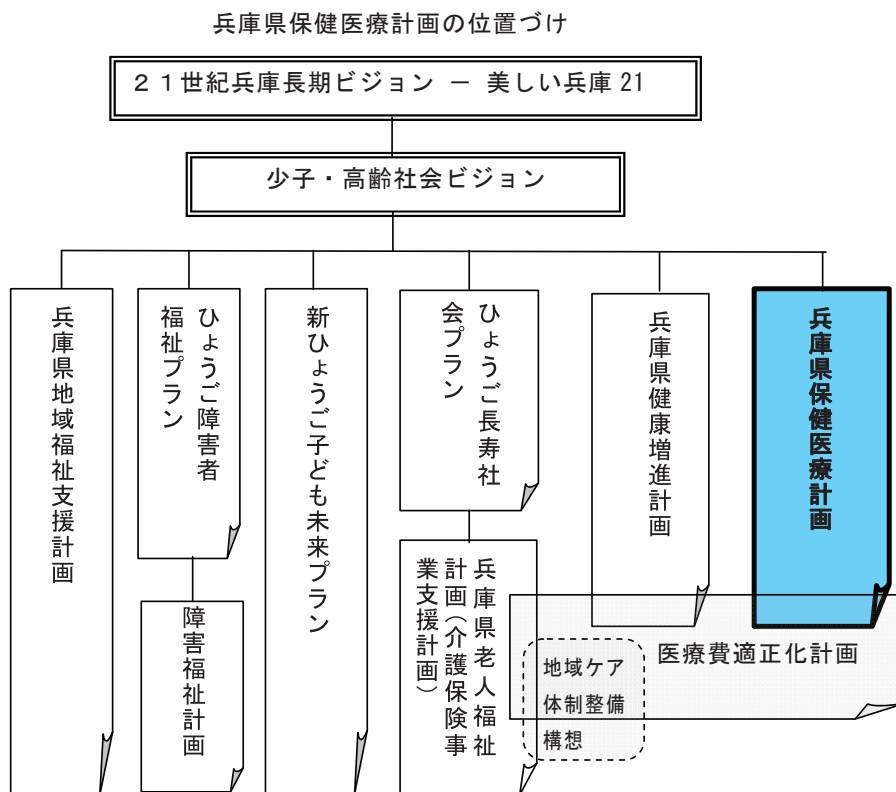 兵庫県保健医療計画の位置づけ
２１世紀兵庫長期ビジョン － 美しい兵庫 21
少子・高齢社会ビジョン
兵庫県地域福祉支援計画
ひょうご障害者
福祉プラン
障害福祉計画
新ひょうご子ども未来プラン
ひょうご長寿社
会プラン
兵庫県老人福祉
計画（介護保険事
業支援計画）
兵庫県健康増進計画
兵庫県保健医療計画
医療費適正化計画
地域ケア
体制整備
構想